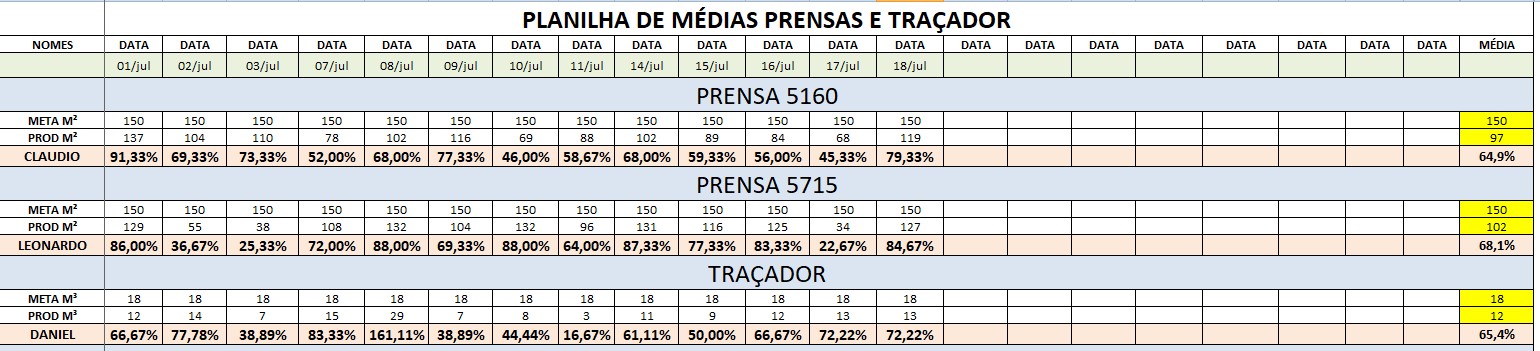 PLANILHA DE MÉDIAS PRENSAS E TRAÇADOR
NOMES DATA DATA DATA DATA DATA DATA DATA DATA DATA DATA DATA DATA DATA DATA DATA DATA DATA DATA DATA DATA DATA MÉDIA
01/jul 02/jul 03/jul 07/jul 08/jul 09/jul 10/jul 11/jul 14/jul 15/jul 16/jul 17/jul 18/jul
PRENSA 5160
META M² 150 150 150 150 150 150 150 150 150 150 150 150 150 150
PROD M² 137 104 110 78 102 116 69 88 102 89 84 68 119 97
CLAUDIO 91,33% 69,33% 73,33% 52,00% 68,00% 77,33% 46,00% 58,67% 68,00% 59,33% 56,00% 45,33% 79,33% 64,9%
PRENSA 5715
META M² 150 150 150 150 150 150 150 150 150 150 150 150 150 150
PROD M² 129 55 38 108 132 104 132 96 131 116 125 34 127 102
LEONARDO 86,00% 36,67% 25,33% 72,00% 88,00% 69,33% 88,00% 64,00% 87,33% 77,33% 83,33% 22,67% 84,67% 68,1%
TRAÇADOR
META M³ 18 18 18 18 18 18 18 18 18 18 18 18 18 18
PROD M³ 12 14 7 15 29 7 8 3 11 9 12 13 13 12
DANIEL 66,67% 77,78% 38,89% 83,33% 161,11% 38,89% 44,44% 16,67% 61,11% 50,00% 66,67% 72,22% 72,22% 65,4%